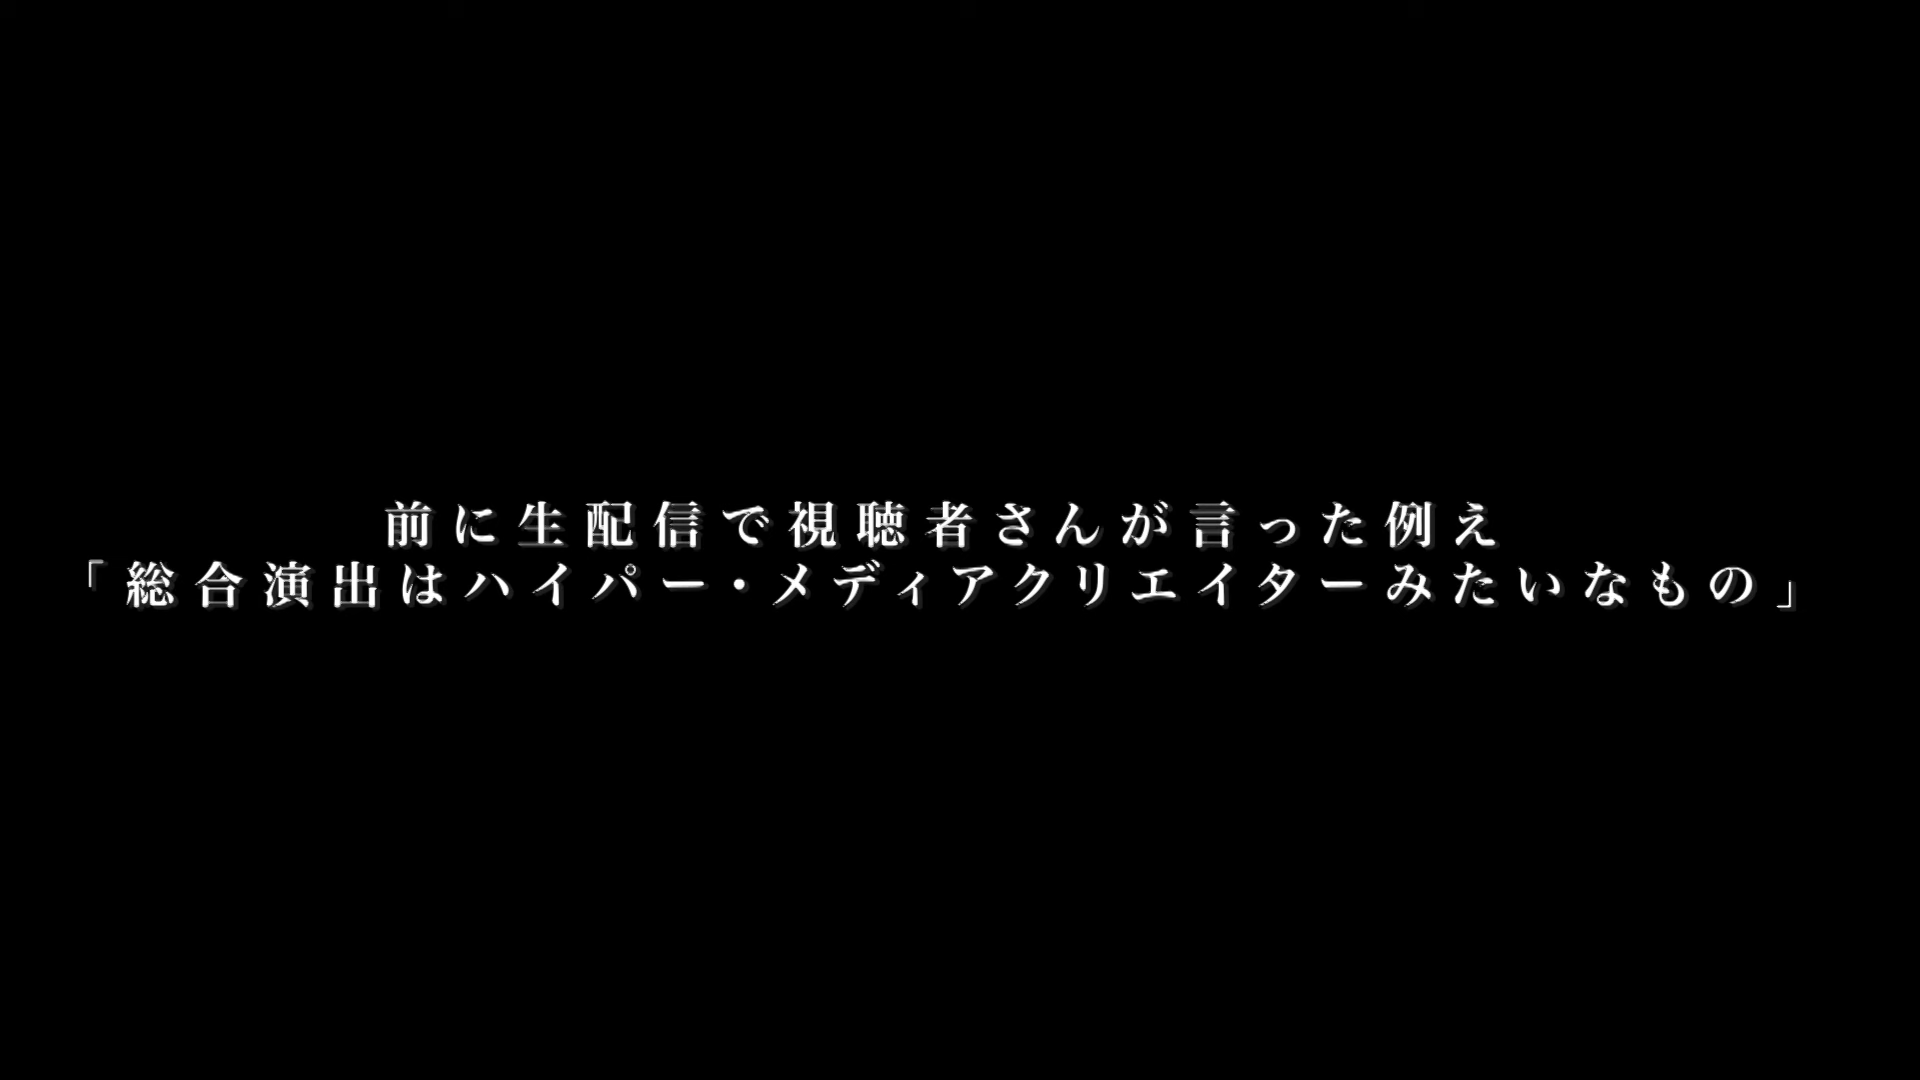 前に生配信で視聴者さんが言った例え
「総合演出はハイパー・メディアクリエイターみたいなもの」